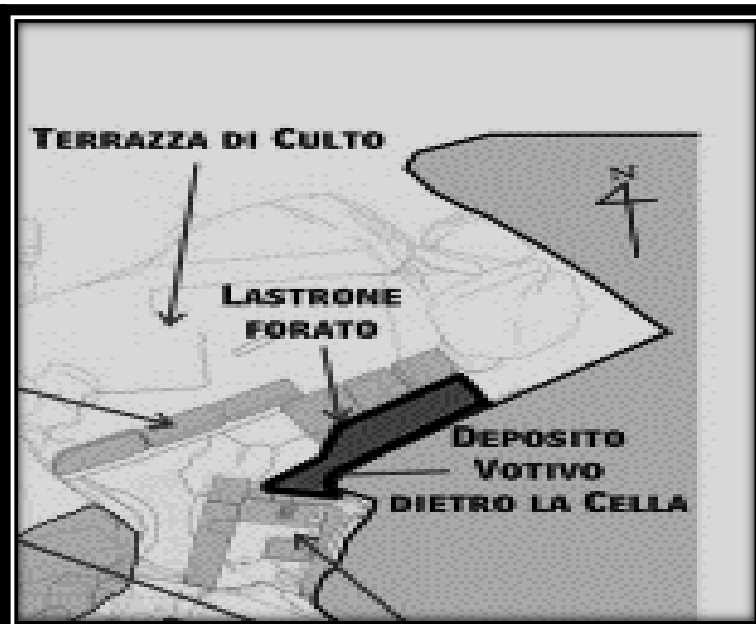 TERRAZZA DI CULTO
Z
LASTRONE
FORATO
DEPOSITO
VOTIVO
DIETRO LA CELLA